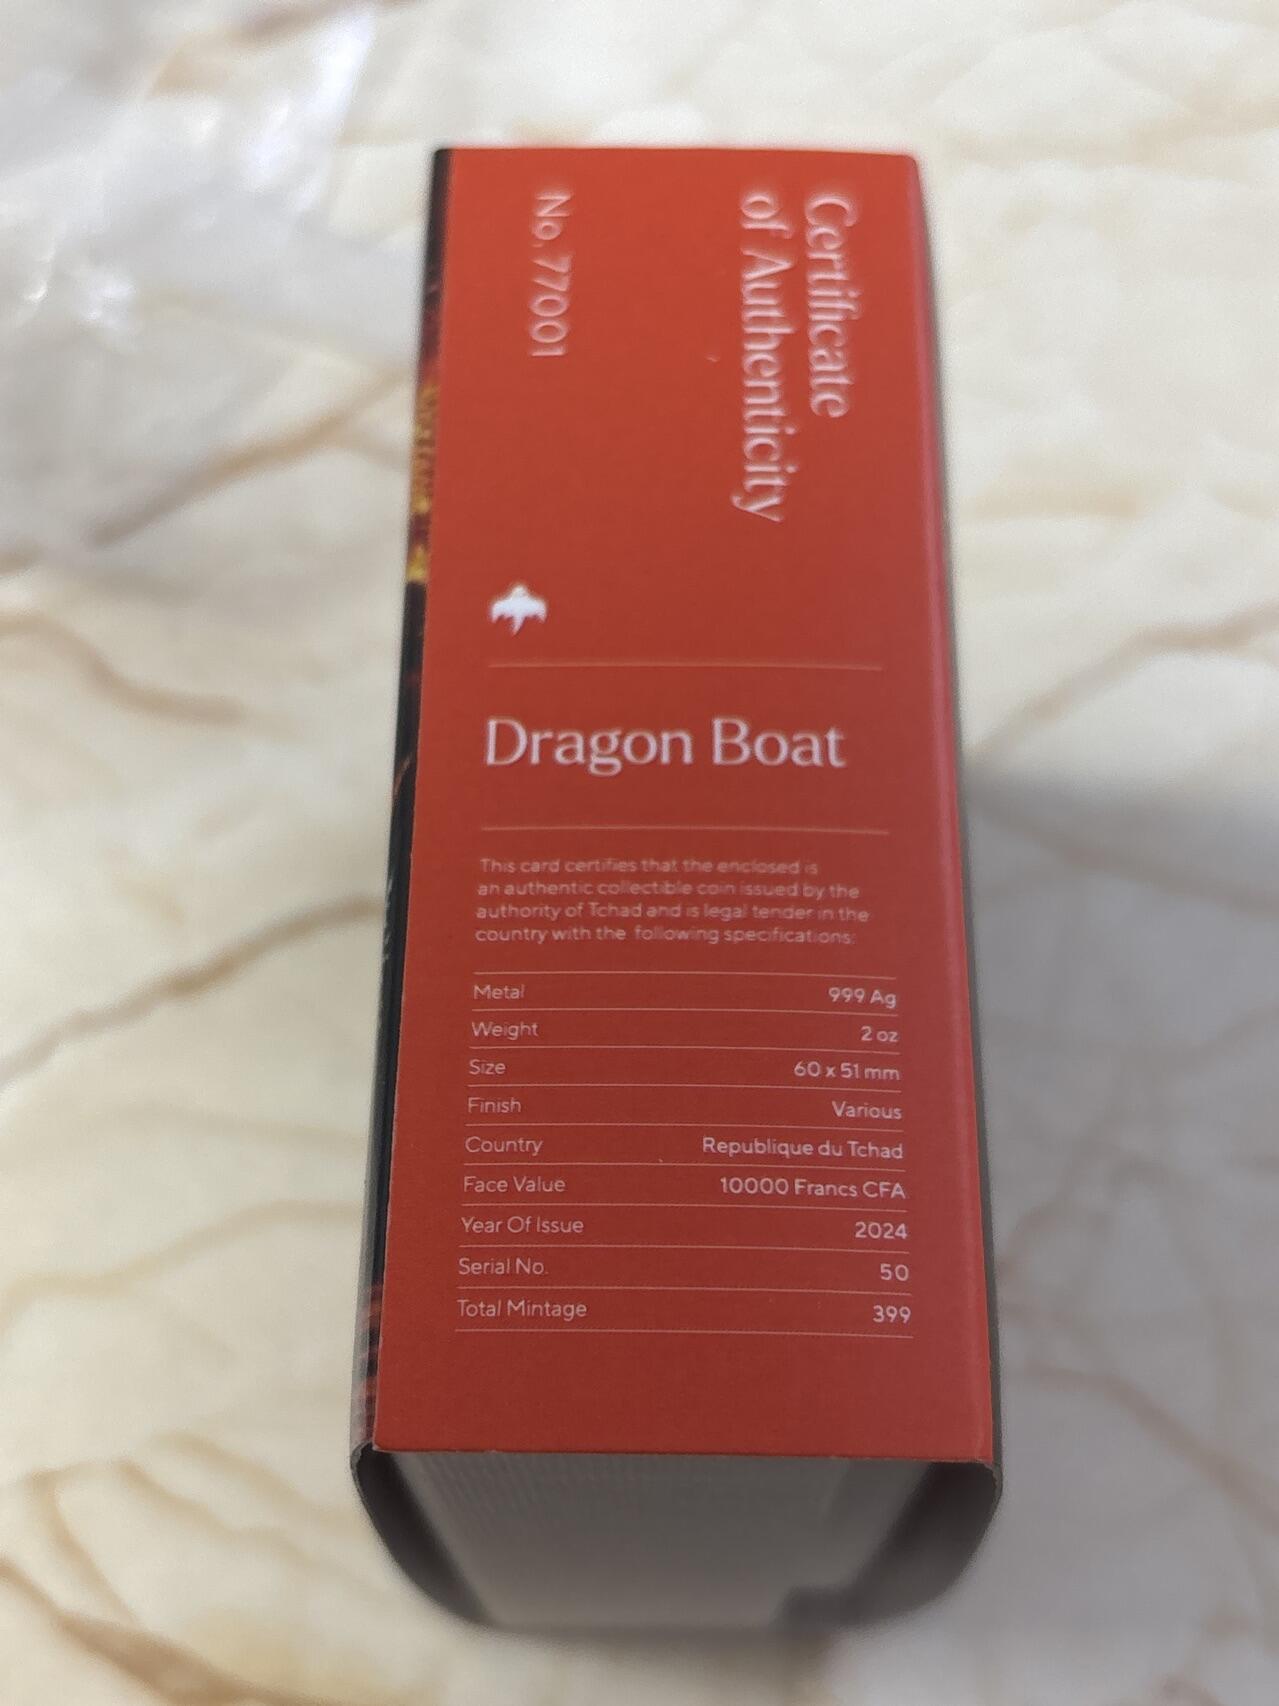 Certificate
of Authenticity
No. 77001
Dragon Boat
This card certifies that the enclosed is
an authentic collectible coin issued by the
authority of Tchad and is legal tender in the
country with the following specifications:
Metal 999 Ag
Weight 2 oz
Size 60 x 51 mm
Finish Various
Country Republique du Tchad
Face Value 10000 Francs CFA
Year Of Issue 2024
Serial No. 50
Total Mintage 399